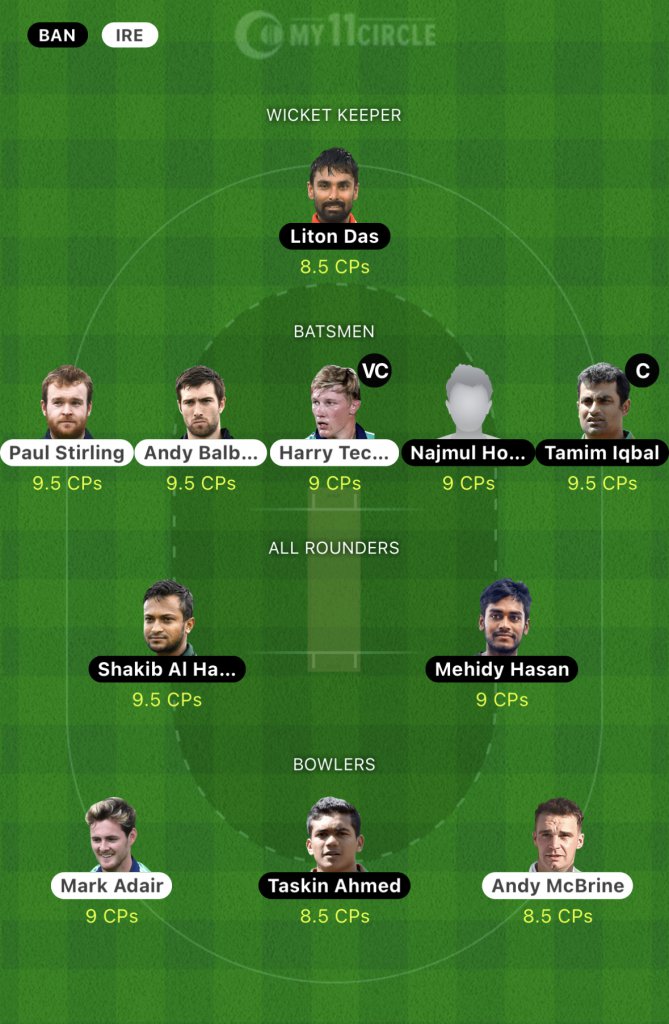 BAN IRE MY11CIRCLE
WICKET KEEPER
Liton Das
8.5 CPs
BATSMEN
VC C
Paul Stirling Andy Balb... Harry Tec... Najmul Ho... Tamim Iqbal
9.5 CPs 9.5 CPs 9 CPs 9 CPs 9.5 CPs
ALL ROUNDERS
Shakib Al Ha... Mehidy Hasan
9.5 CPs 9 CPs
BOWLERS
Mark Adair Taskin Ahmed Andy McBrine
9 CPs 8.5 CPs 8.5 CPs